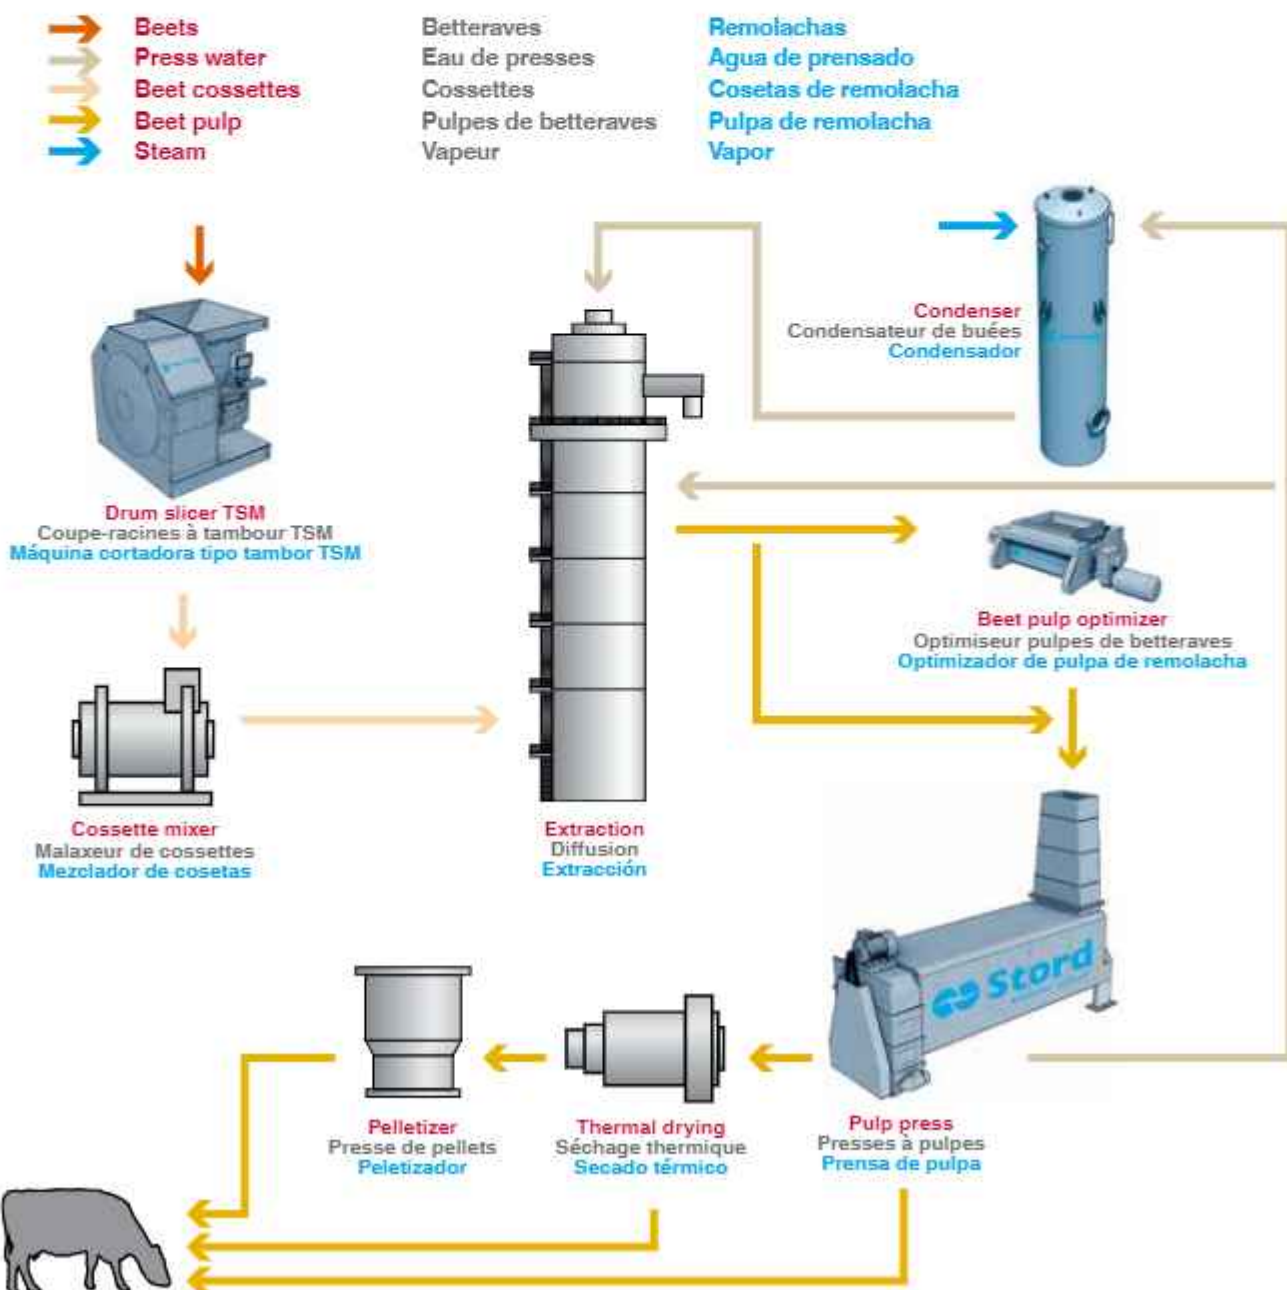 Beets Betteraves Remolachas
Press water Eau de presses Agua de prensado
Beet cossettes Cossettes Cosetas de remolacha
Beet pulp Pulpes de betteraves Pulpa de remolacha
Steam Vapeur Vapor
Condenser
Condensateur de buées
Condensador
Drum slicer TSM
Coupe-racines à tambour TSM
Máquina cortadora tipo tambor TSM
Beet pulp optimizer
Optimiseur pulpes de betteraves
Optimizador de pulpa de remolacha
Cossette mixer
Malaxeur de cossettes
Mezclador de cosetas
Extraction
Diffusion
Extracción
Stord
Pelletizer
Presse de pellets
Peletizador
Thermal drying
Séchage thermique
Secado térmico
Pulp press
Presses à pulpes
Prensa de pulpa